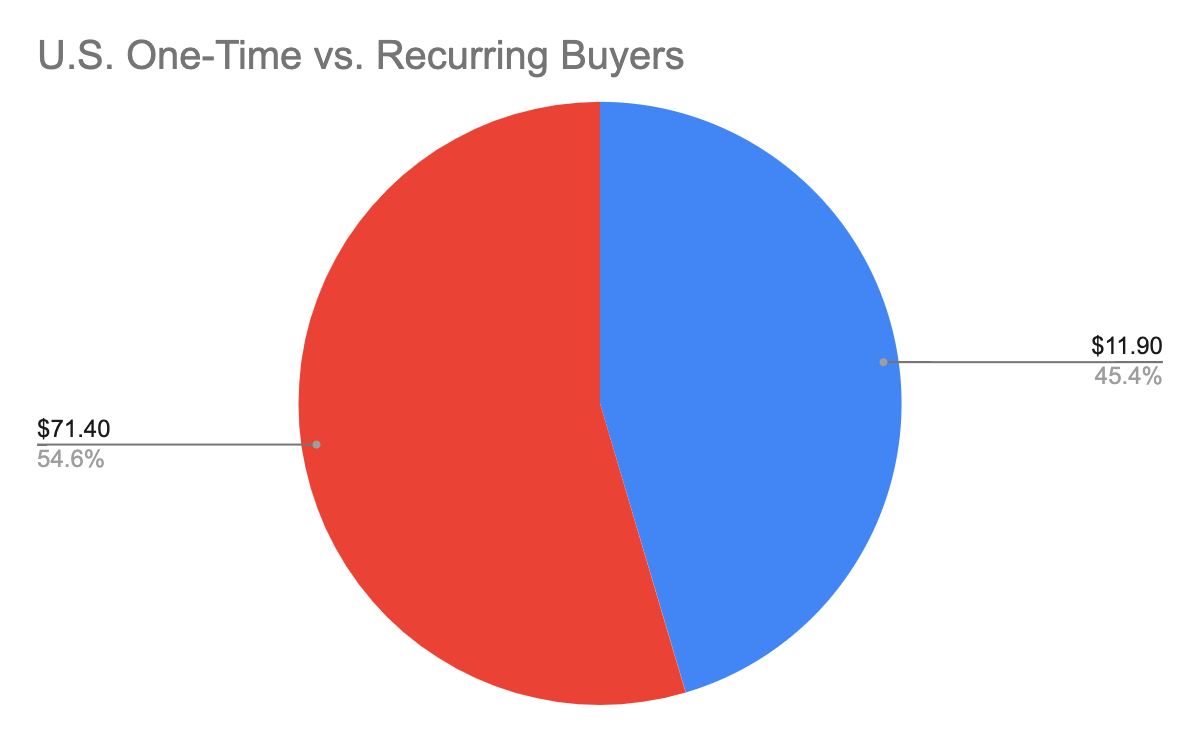 U.S. One-Time vs. Recurring Buyers
$11.90
45.4%
$71.40
54.6%